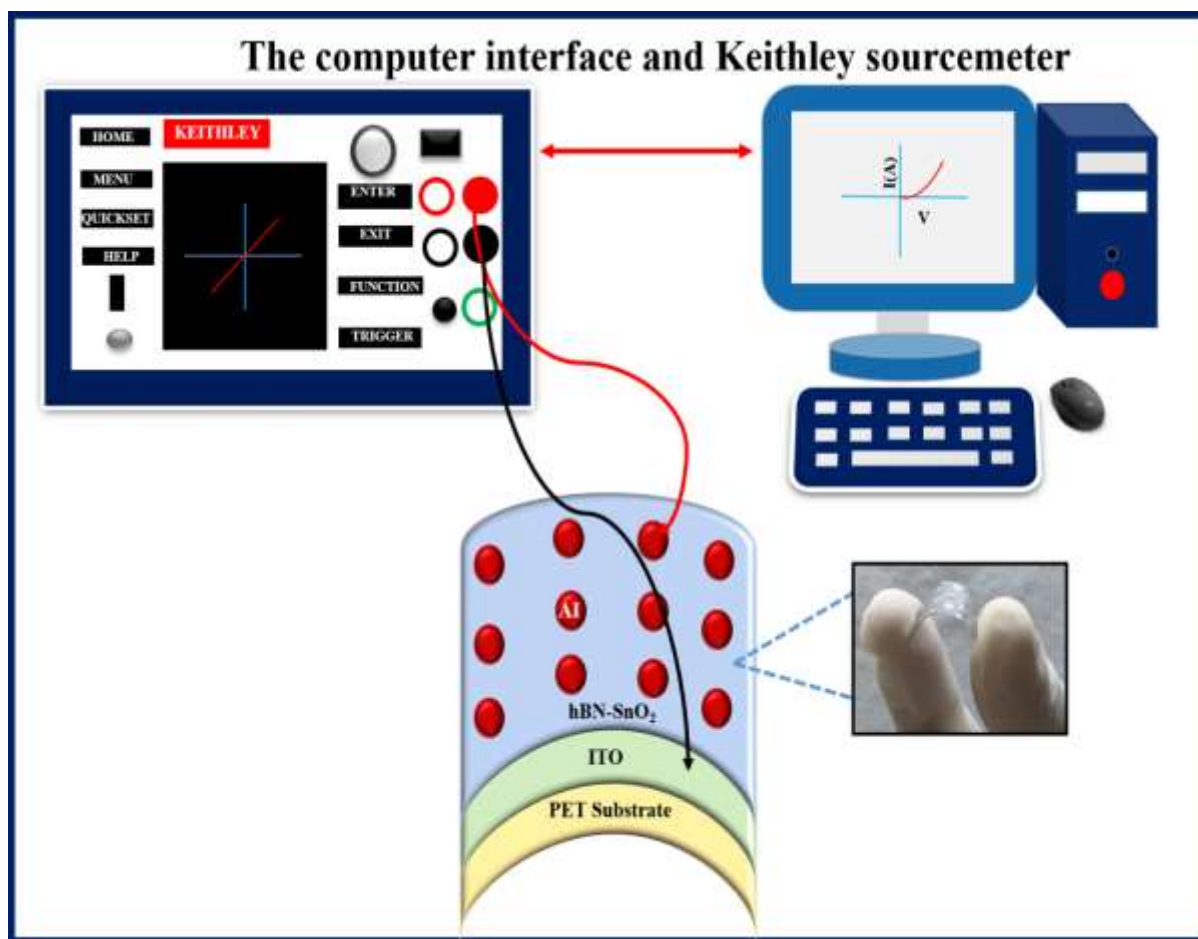 The computer interface and Keithley sourcemeter
HOME
KEITHLEY
MENU
QUICKSET
HELP
ENTER
EXIT
FUNCTION
TRIGGER
I(A)
V
Al
hBN-SnO₂
ITO
PET Substrate